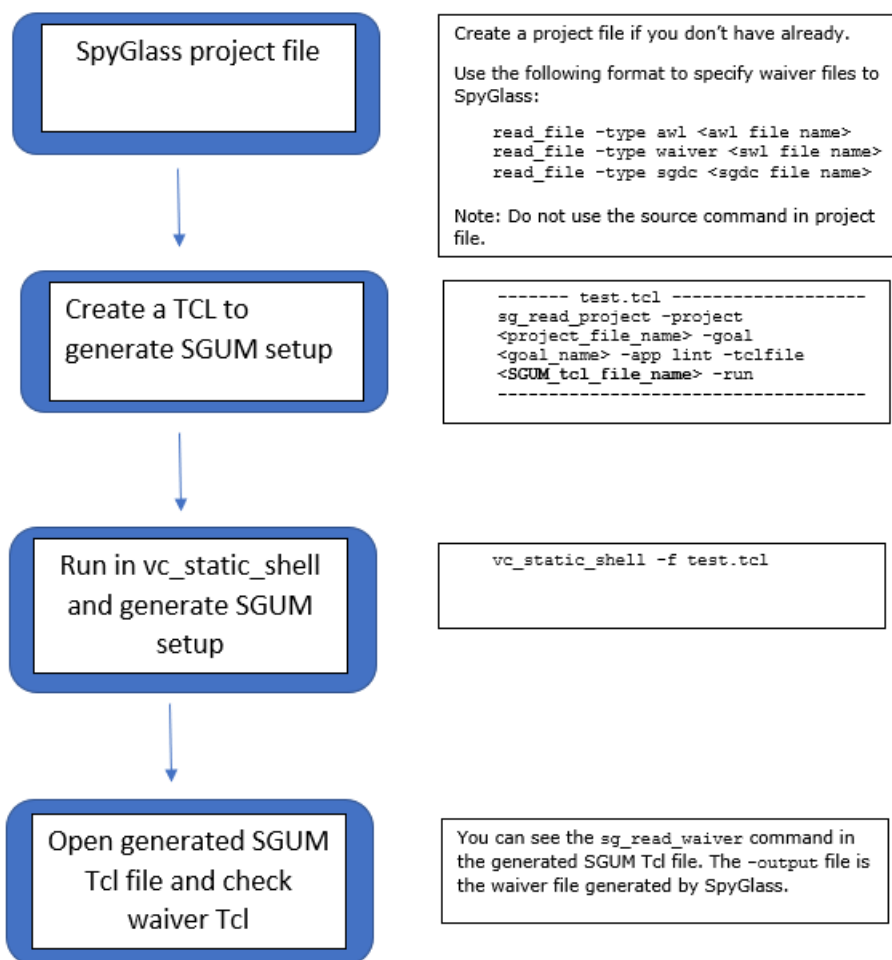 SpyGlass project file
Create a project file if you don't have already.
Use the following format to specify waiver files to
SpyGlass:
read_file -type awl <awl file name>
read_file -type waiver <swl file name>
read_file -type sgdc <sgdc file name>
Note: Do not use the source command in project
file.
Create a TCL to
generate SGUM setup
------- test.tcl -------------------
sg_read_project -project
<project_file_name> -goal
<goal_name> -app lint -tclfile
<SGUM_tcl_file_name> -run
-------------------------------------
Run in vc_static_shell
and generate SGUM
setup
vc_static_shell -f test.tcl
Open generated SGUM
Tcl file and check
waiver Tcl
You can see the sg_read_waiver command in
the generated SGUM Tcl file. The -output file is
the waiver file generated by SpyGlass.